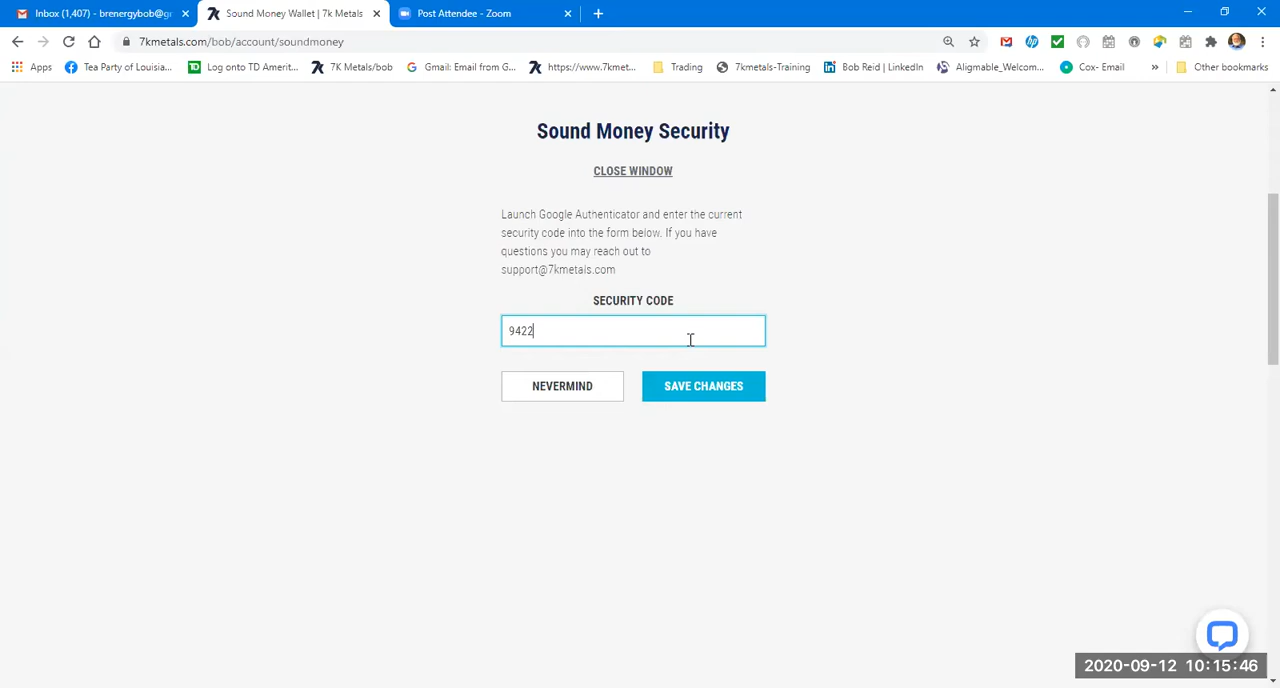 Inbox (1,407) - brenergybob@g
Sound Money Wallet | 7k Metals
Post Attendee - Zoom
7kmetals.com/bob/account/soundmoney
Apps
Tea Party of Louisia...
Log onto TD Amerit...
7K Metals/bob
Gmail: Email from G...
https://www.7kmet...
Trading
7kmetals-Training
Bob Reid | LinkedIn
Aligmable_Welcom...
Cox- Email
»
Other bookmarks
Sound Money Security
CLOSE WINDOW
Launch Google Authenticator and enter the current
security code into the form below. If you have
questions you may reach out to
support@7kmetals.com
SECURITY CODE
9422
NEVERMIND
SAVE CHANGES
2020-09-12 10:15:46